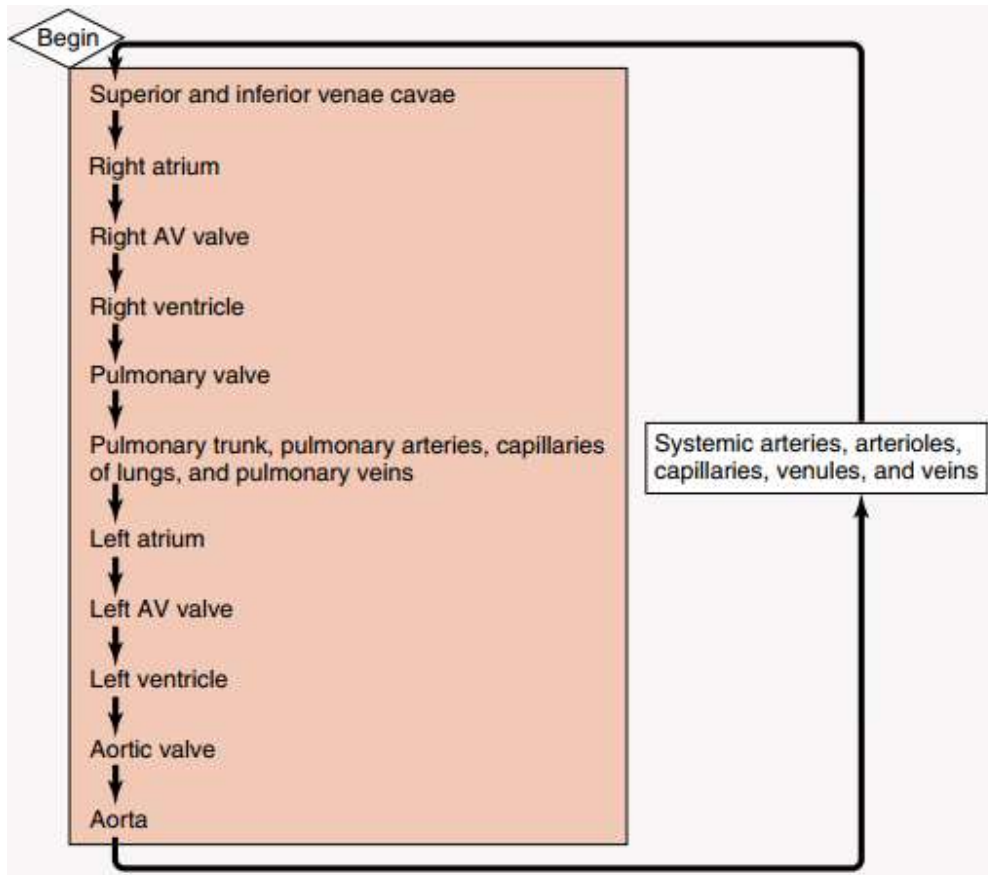 Begin
Superior and inferior venae cavae
Right atrium
Right AV valve
Right ventricle
Pulmonary valve
Pulmonary trunk, pulmonary arteries, capillaries
of lungs, and pulmonary veins
Left atrium
Left AV valve
Left ventricle
Aortic valve
Aorta
Systemic arteries, arterioles,
capillaries, venules, and veins